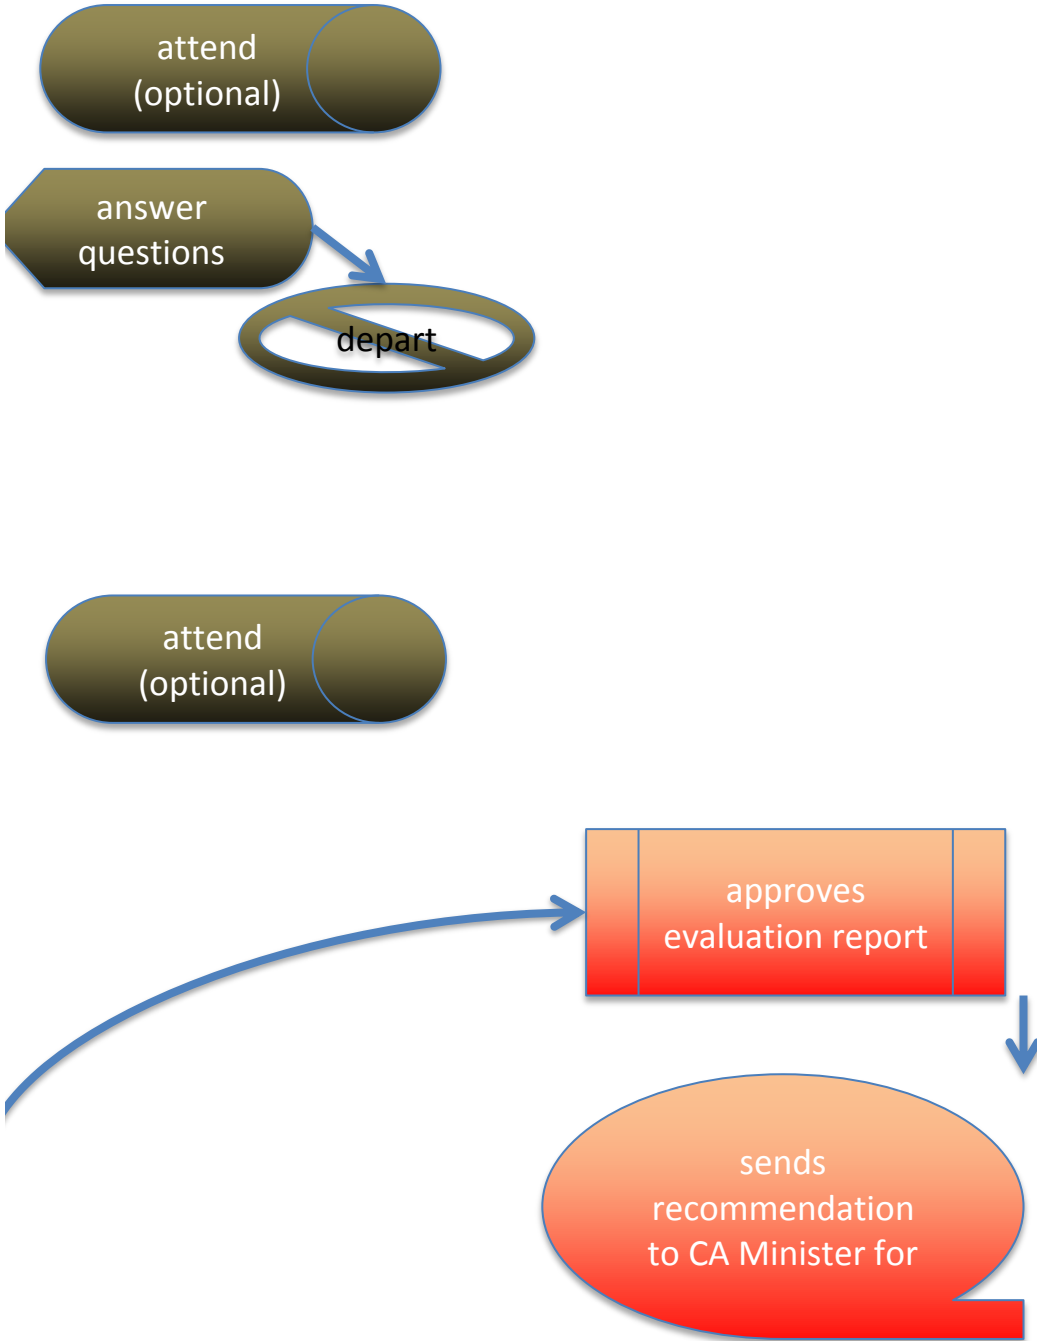 attend
(optional)
answer
questions
depart
attend
(optional)
approves
evaluation report
sends
recommendation
to CA Minister for